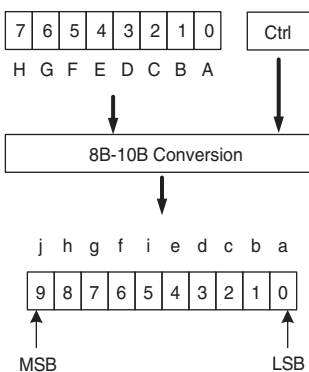 7 6 5 4 3 2 1 0 Ctrl
H G F E D C B A
8B-10B Conversion
j h g f i e d c b a
9 8 7 6 5 4 3 2 1 0
MSB LSB